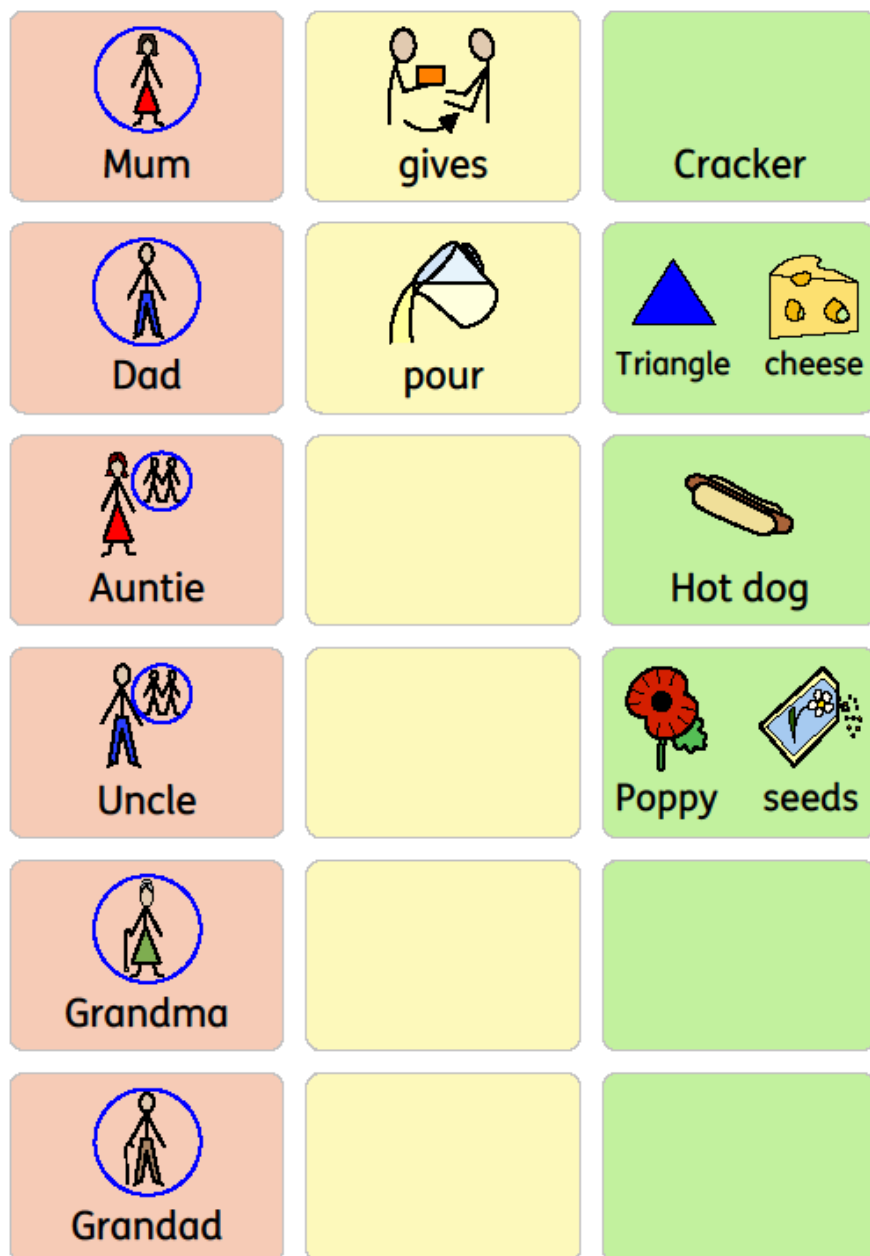 Mum gives Cracker
Dad pour Triangle cheese
Auntie Hot dog
Uncle Poppy seeds
Grandma
Grandad